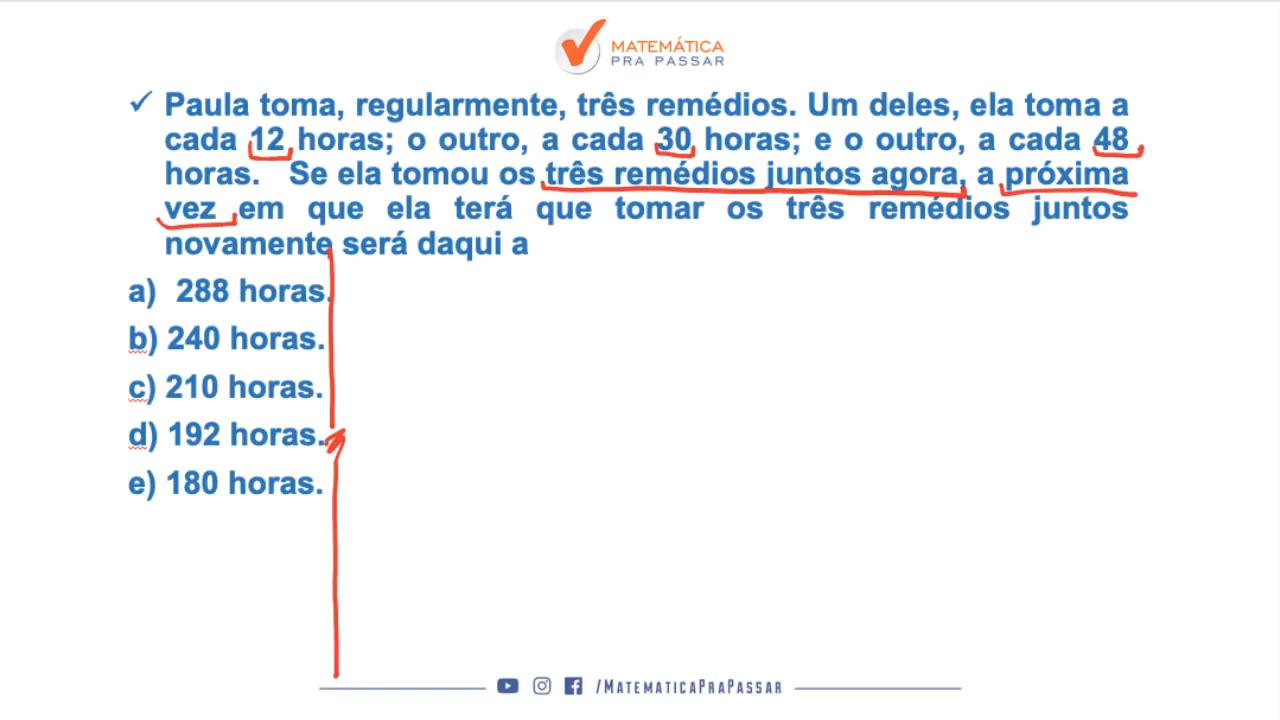 MATEMÁTICA
PRA PASSAR
✓ Paula toma, regularmente, três remédios. Um deles, ela toma a
cada 12 horas; o outro, a cada 30 horas; e o outro, a cada 48
horas. Se ela tomou os três remédios juntos agora, a próxima
vez em que ela terá que tomar os três remédios juntos
novamente será daqui a
a) 288 horas.
b) 240 horas.
c) 210 horas.
d) 192 horas.
e) 180 horas.
/MATEMATICAPRAPASSAR